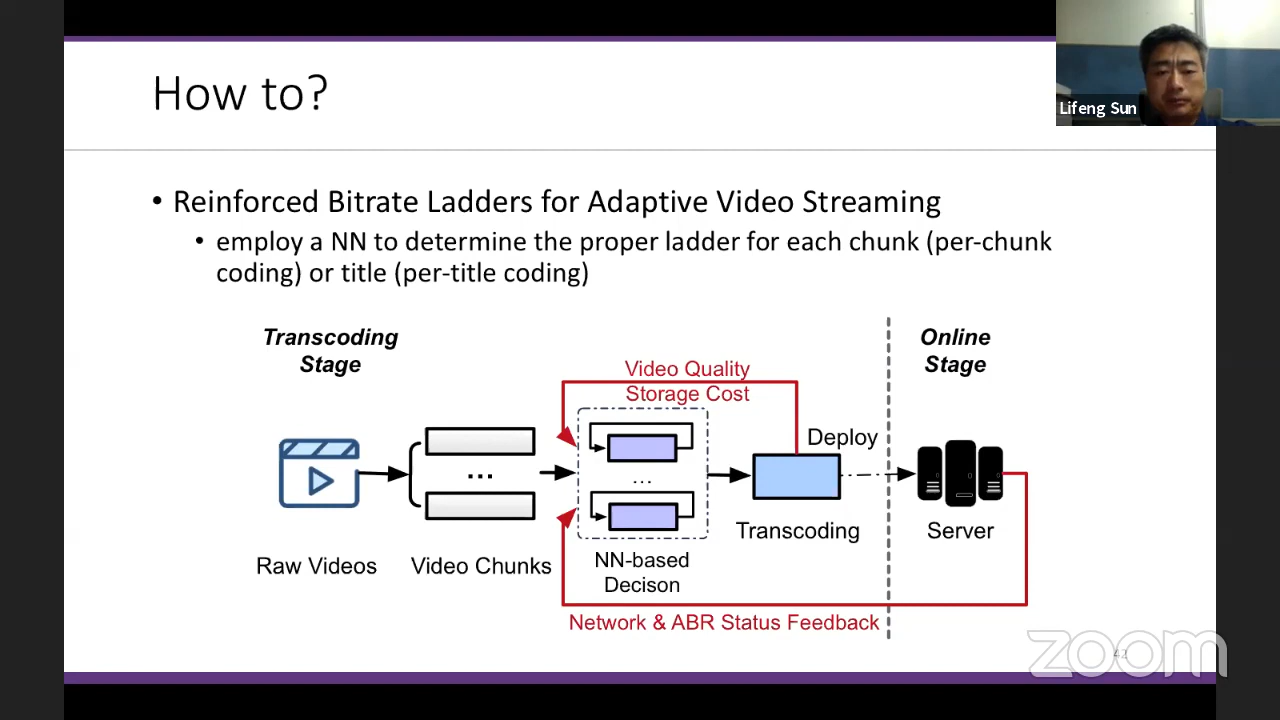 How to?
Lifeng Sun
• Reinforced Bitrate Ladders for Adaptive Video Streaming
• employ a NN to determine the proper ladder for each chunk (per-chunk
coding) or title (per-title coding)
Transcoding
Stage
Online
Stage
Video Quality
Storage Cost
Deploy
...
...
Transcoding
Server
Raw Videos
Video Chunks
NN-based
Decison
Network & ABR Status Feedback
42
zoom